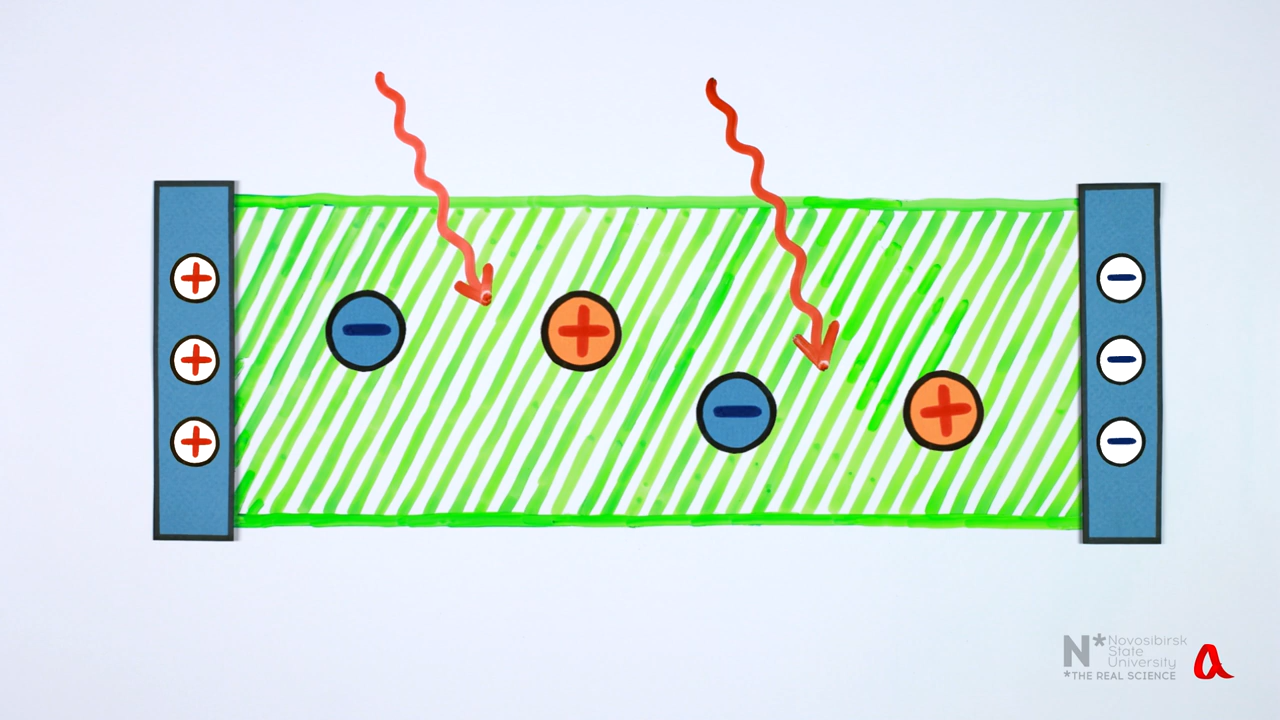 + - + - + - + -
+ -
+ -
N* Novosibirsk
State
University
*THE REAL SCIENCE
a